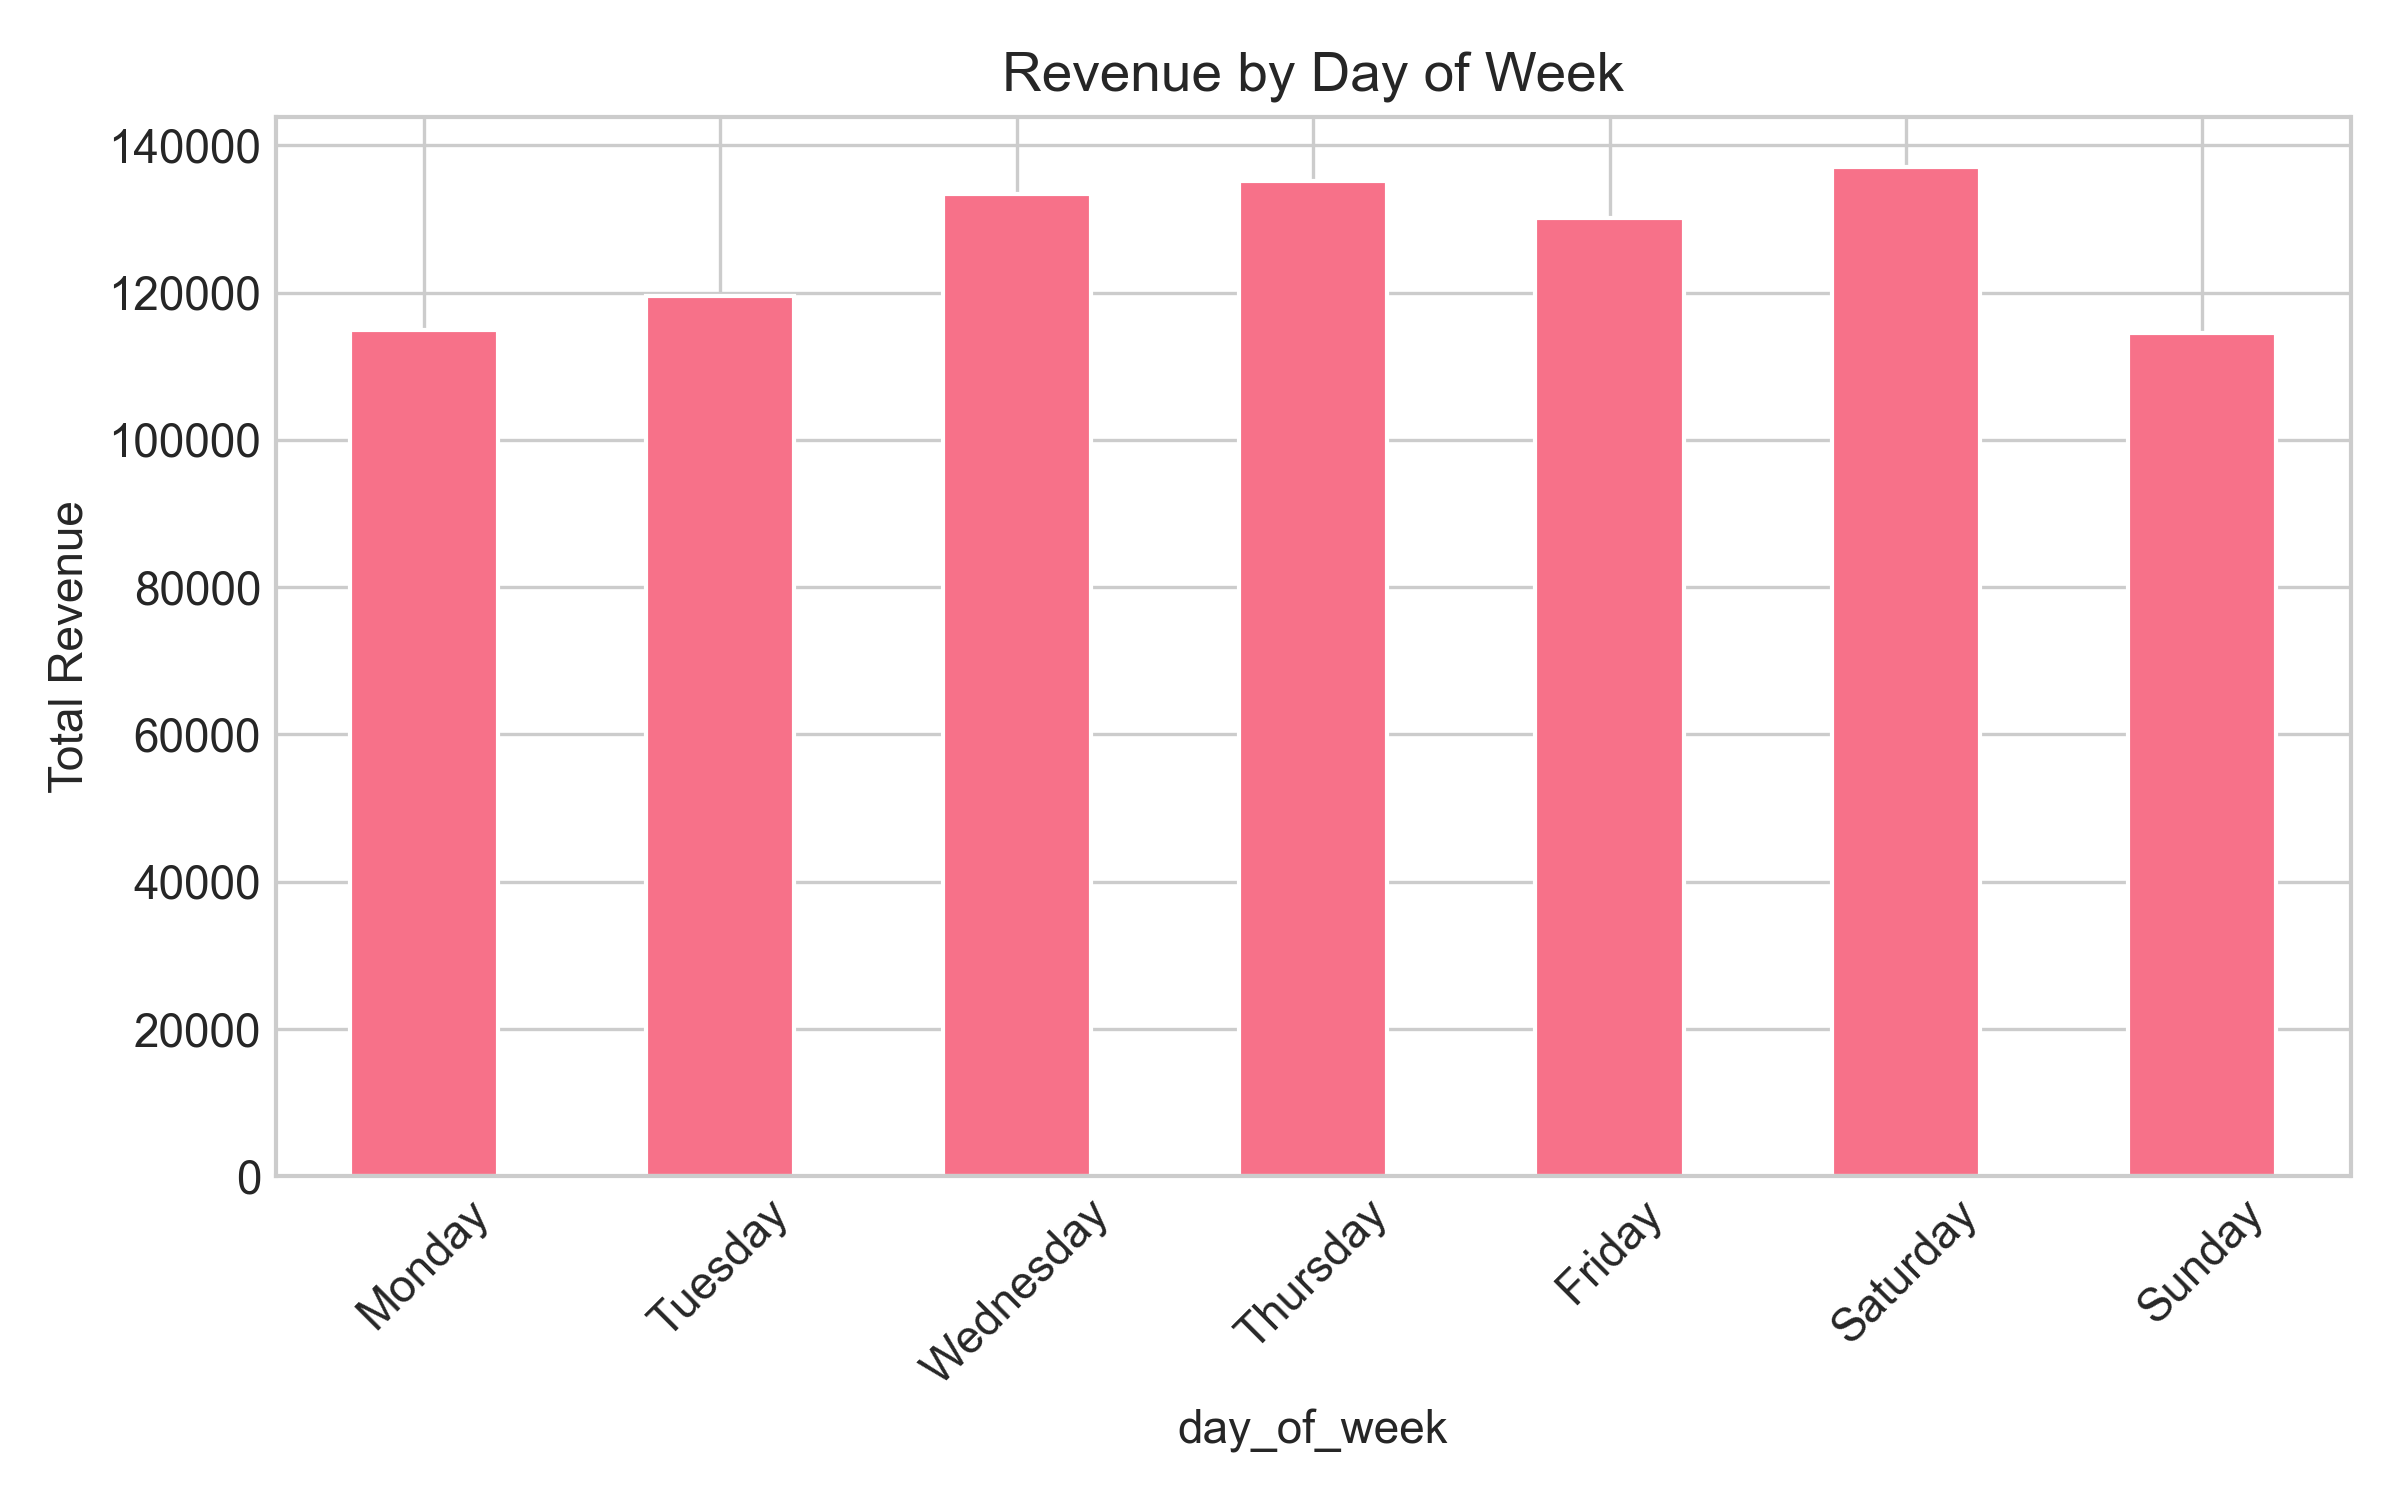 Revenue by Day of Week
Total Revenue
140000
120000
100000
80000
60000
40000
20000
0
Monday
Tuesday
Wednesday
Thursday
Friday
Saturday
Sunday
day_of_week